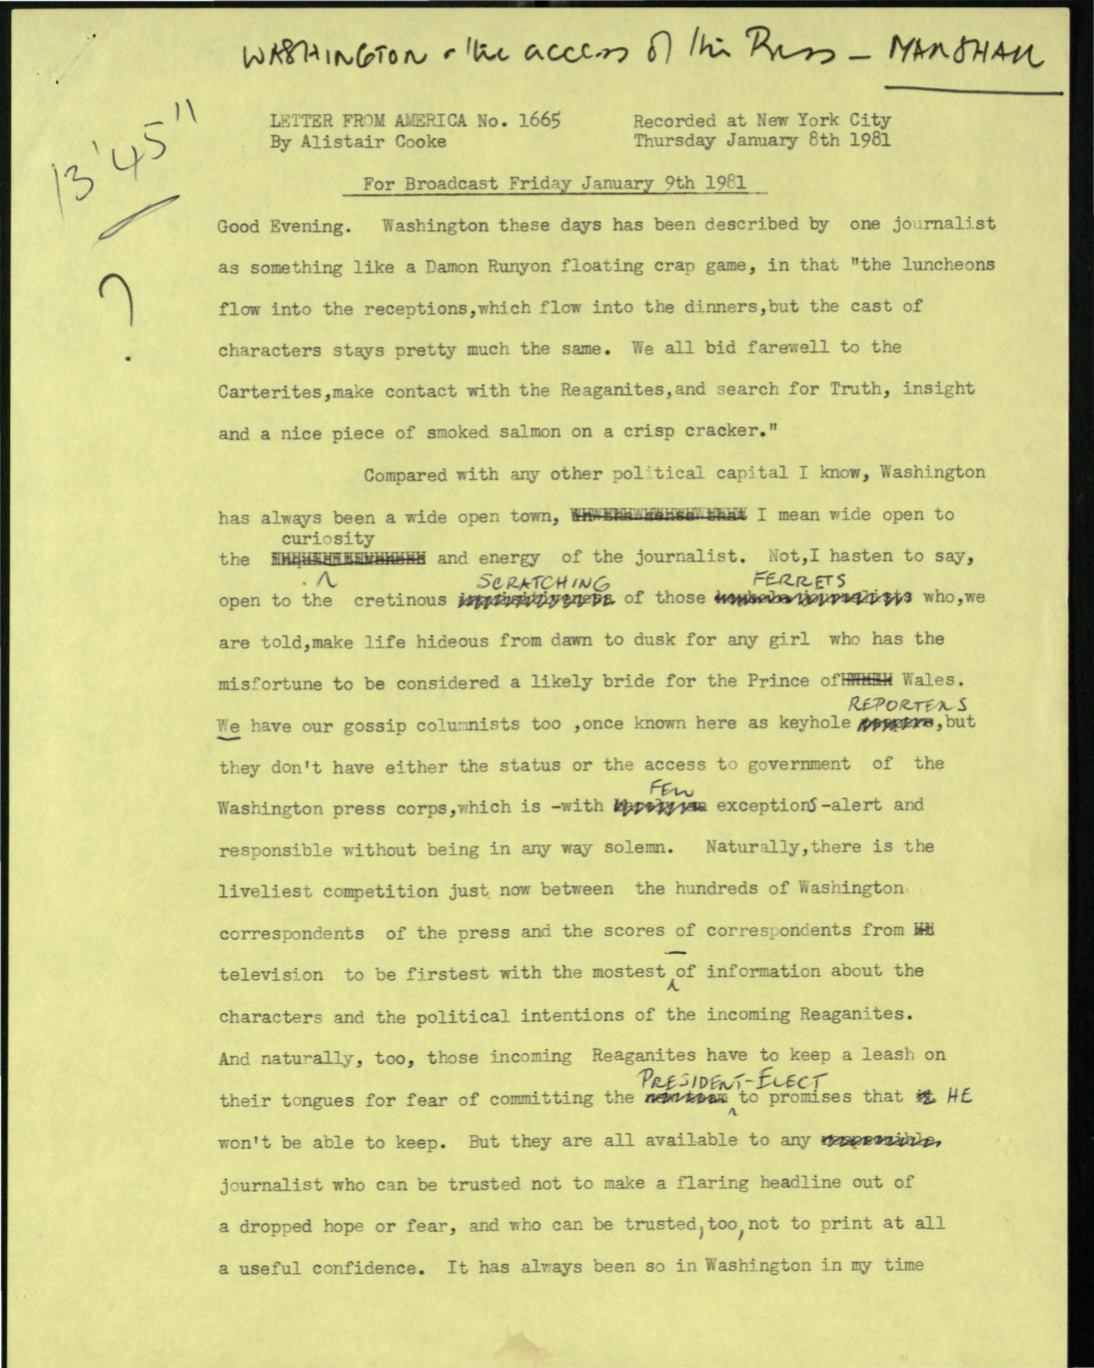 WASHINGTON - the access of the Press - MARSHALL
13'45"
?
LETTER FROM AMERICA No. 1665 Recorded at New York City
By Alistair Cooke Thursday January 8th 1981
For Broadcast Friday January 9th 1981
Good Evening. Washington these days has been described by one journalist
as something like a Damon Runyon floating crap game, in that "the luncheons
flow into the receptions,which flow into the dinners,but the cast of
characters stays pretty much the same. We all bid farewell to the
Carterites,make contact with the Reaganites,and search for Truth, insight
and a nice piece of smoked salmon on a crisp cracker."
Compared with any other political capital I know, Washington
has always been a wide open town, I mean wide open to
curiosity
the and energy of the journalist. Not,I hasten to say,
SCRATCHING FERRETS
open to the cretinous of those who,we
are told,make life hideous from dawn to dusk for any girl who has the
misfortune to be considered a likely bride for the Prince of Wales.
REPORTERS
We have our gossip columnists too ,once known here as keyhole ,but
they don't have either the status or the access to government of the
FEW
Washington press corps,which is -with exceptionS-alert and
responsible without being in any way solemn. Naturally,there is the
liveliest competition just now between the hundreds of Washington
correspondents of the press and the scores of correspondents from
television to be firstest with the mostest of information about the
characters and the political intentions of the incoming Reaganites.
And naturally, too, those incoming Reaganites have to keep a leash on
PRESIDENT-ELECT
their tongues for fear of committing the to promises that HE
won't be able to keep. But they are all available to any
journalist who can be trusted not to make a flaring headline out of
a dropped hope or fear, and who can be trusted,too,not to print at all
a useful confidence. It has always been so in Washington in my time